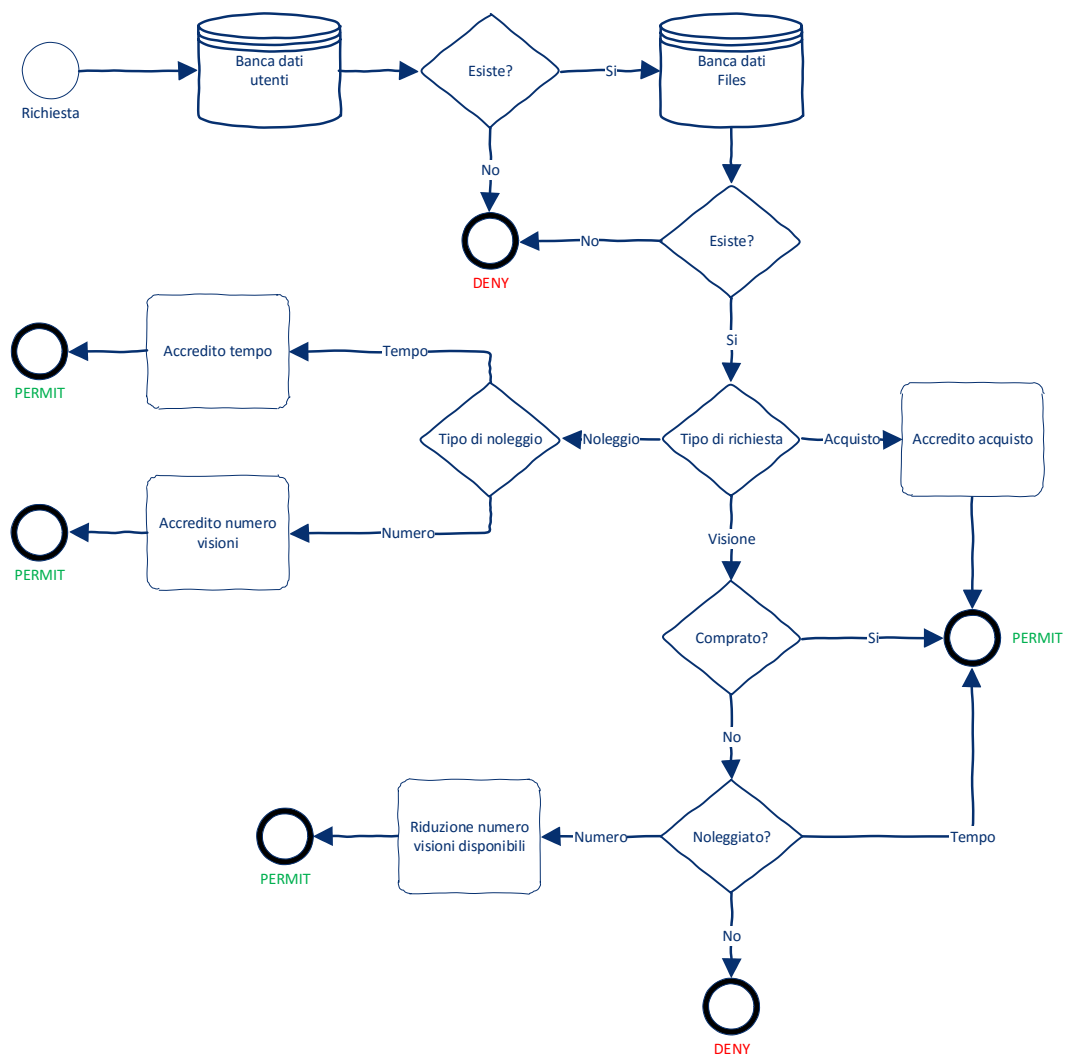 Banca dati
utenti
Esiste?
Si
Banca dati
Files
Richiesta
No
Esiste?
No
DENY
Si
Accredito tempo
Tempo
PERMIT
Tipo di noleggio
Noleggio
Tipo di richiesta
Acquisto
Accredito acquisto
Accredito numero
visioni
Numero
Visione
PERMIT
Comprato?
Si
PERMIT
No
Riduzione numero
visioni disponibili
Numero
Noleggiato?
Tempo
PERMIT
No
DENY